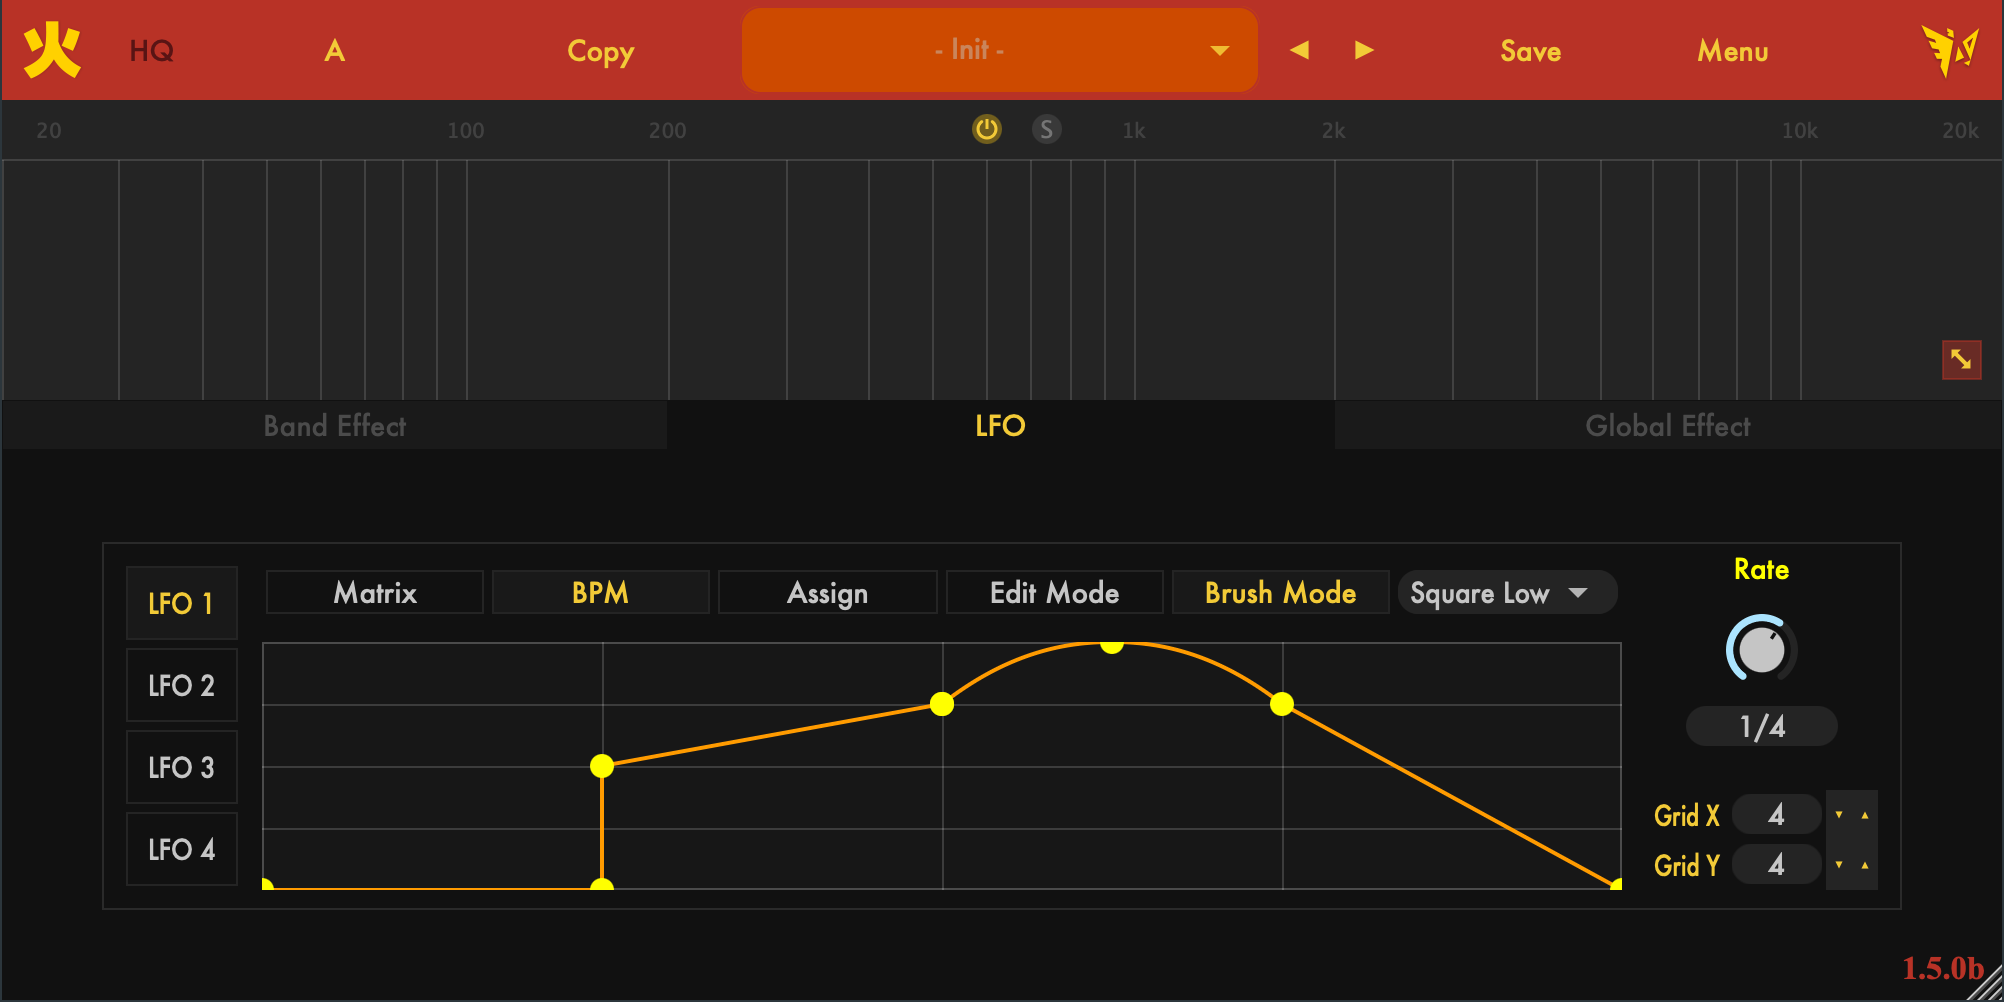 火 HQ A Copy - Init - Save Menu
20 100 200 S 1k 2k 10k 20k
Band Effect LFO Global Effect
Rate
LFO 1 Matrix BPM Assign Edit Mode Brush Mode Square Low
LFO 2
1/4
LFO 3
Grid X 4
LFO 4
Grid Y 4
1.5.0b